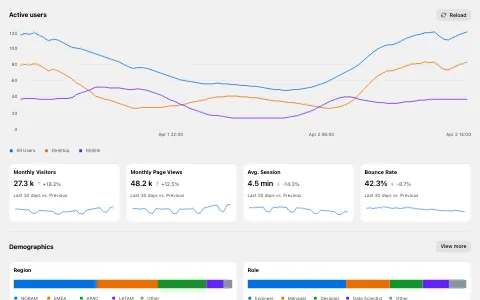 Active users
Reload
120
100
80
60
40
20
0
Apr 1 22:00
Apr 2 06:00
Apr 2 14:00
All Users
Desktop
Mobile
Monthly Visitors
27.3 k ↑ +18.2%
Last 30 days vs. Previous
Monthly Page Views
48.2 k ↑ +12.5%
Last 30 days vs. Previous
Avg. Session
4.5 min ↓ -14.3%
Last 30 days vs. Previous
Bounce Rate
42.3% ↓ -8.7%
Last 30 days vs. Previous
Demographics
View more
Region
NORAM
EMEA
APAC
LATAM
Other
Role
Engineer
Manager
Designer
Data Scientist
Other